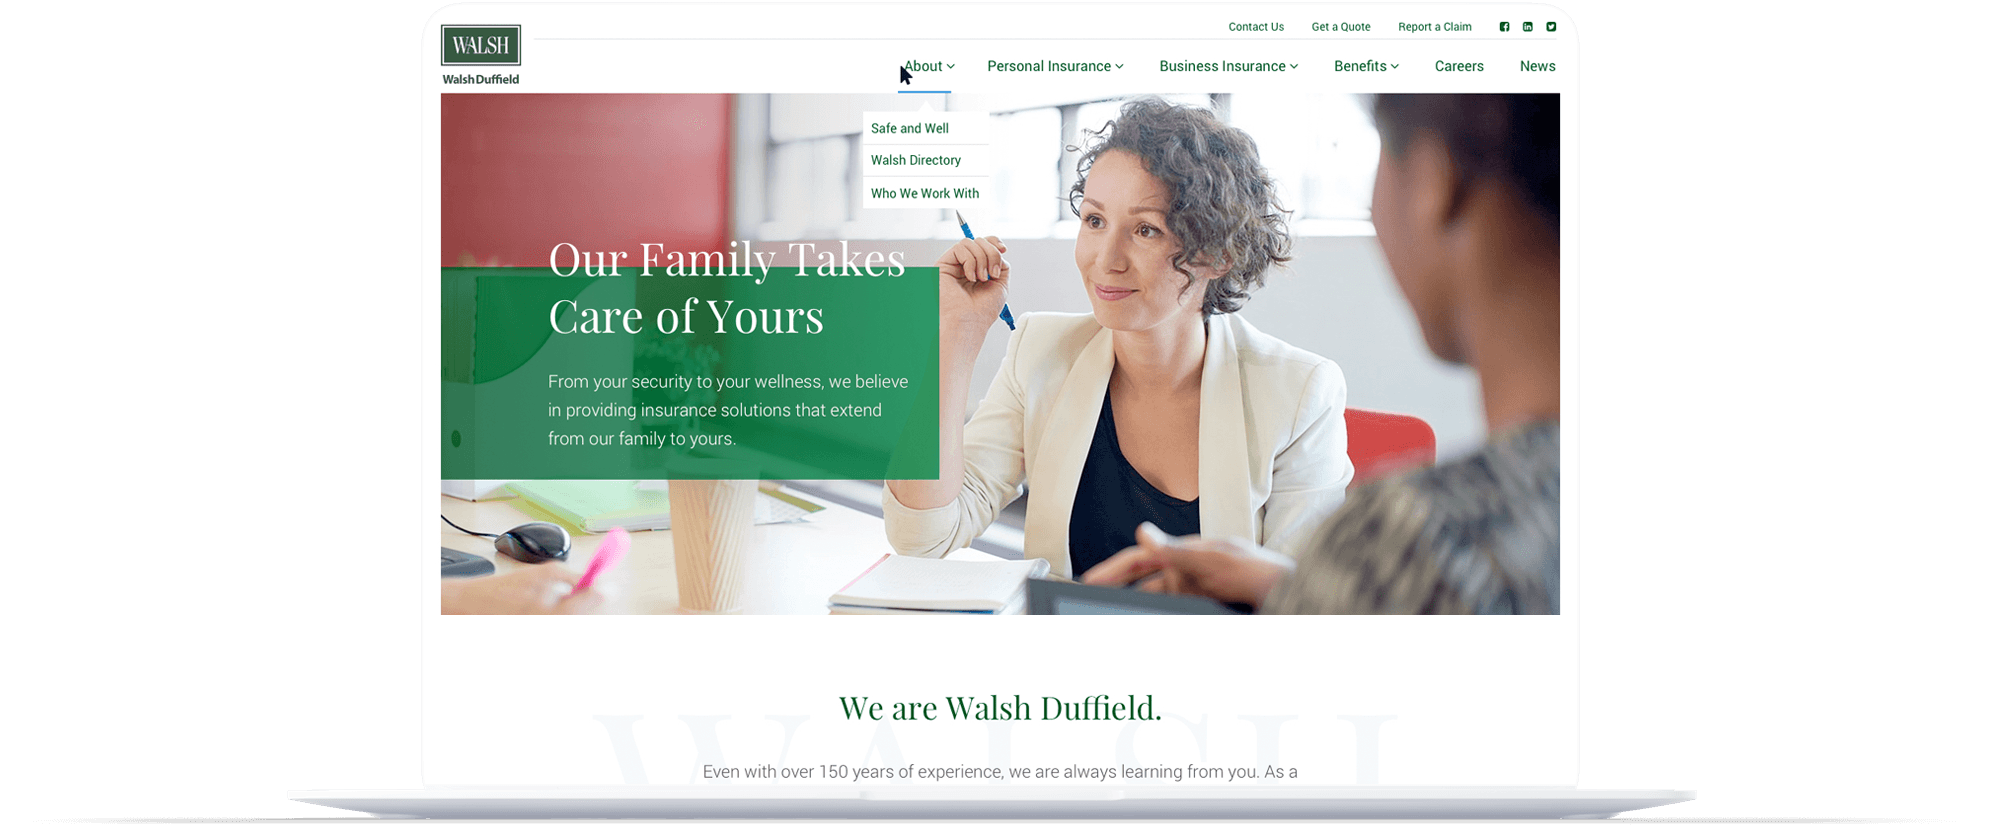 Contact Us Get a Quote Report a Claim
WALSH
Walsh Duffield
About Personal Insurance Business Insurance Benefits Careers News
Safe and Well
Walsh Directory
Who We Work With
Our Family Takes
Care of Yours
From your security to your wellness, we believe
in providing insurance solutions that extend
from our family to yours.
We are Walsh Duffield.
WALSH
Even with over 150 years of experience, we are always learning from you. As a